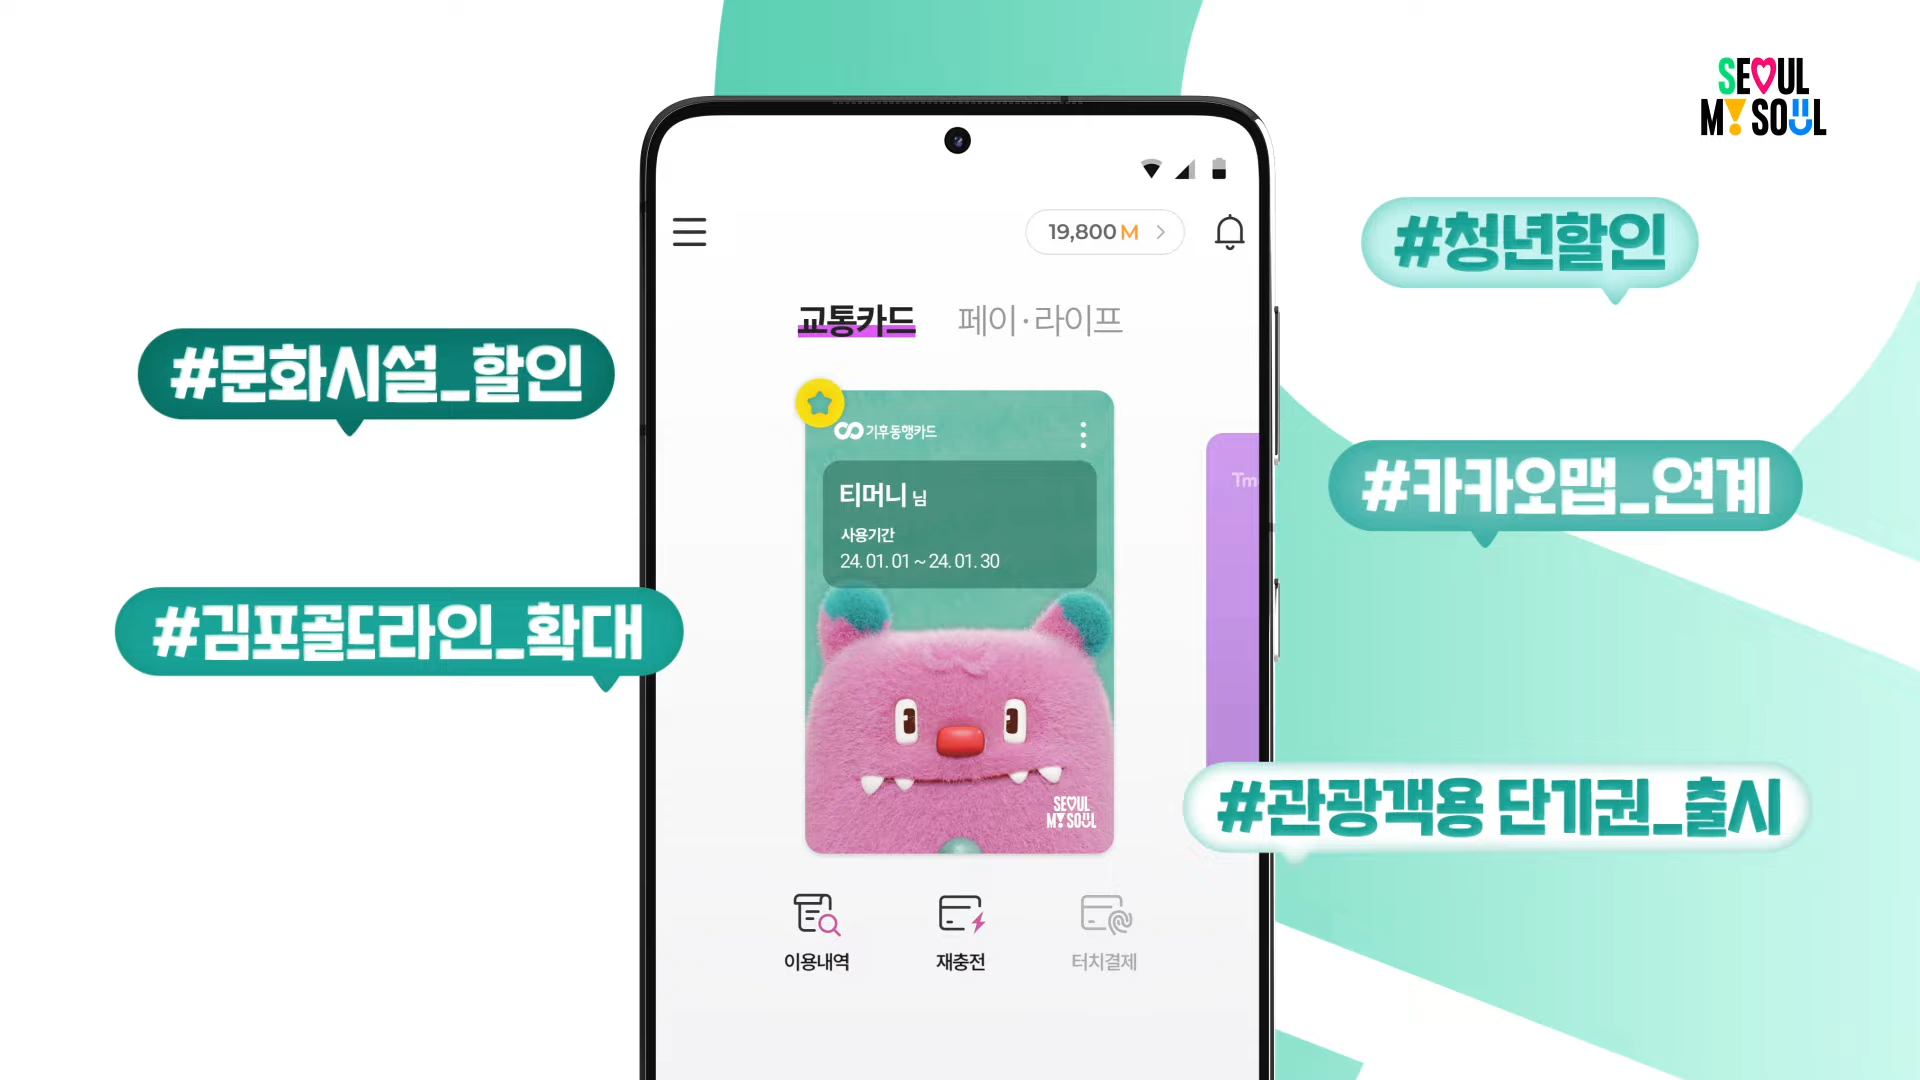 SEOUL
MY SOUL
#청년할인
19,800 M
교통카드 페이·라이프
#문화시설_할인
기후동행카드
#카카오맵_연계
Tm
티머니 님
사용기간
24.01.01 ~ 24.01.30
#김포골드라인_확대
SEOUL
MY SOUL
#관광객용 단기권_출시
이용내역 재충전 터치결제